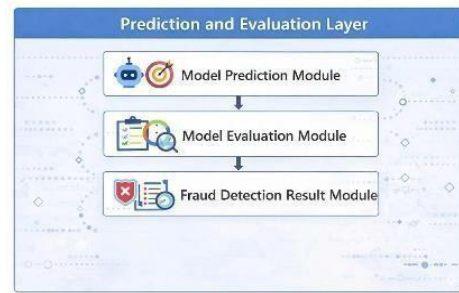 Prediction and Evaluation Layer
Model Prediction Module
Model Evaluation Module
Fraud Detection Result Module